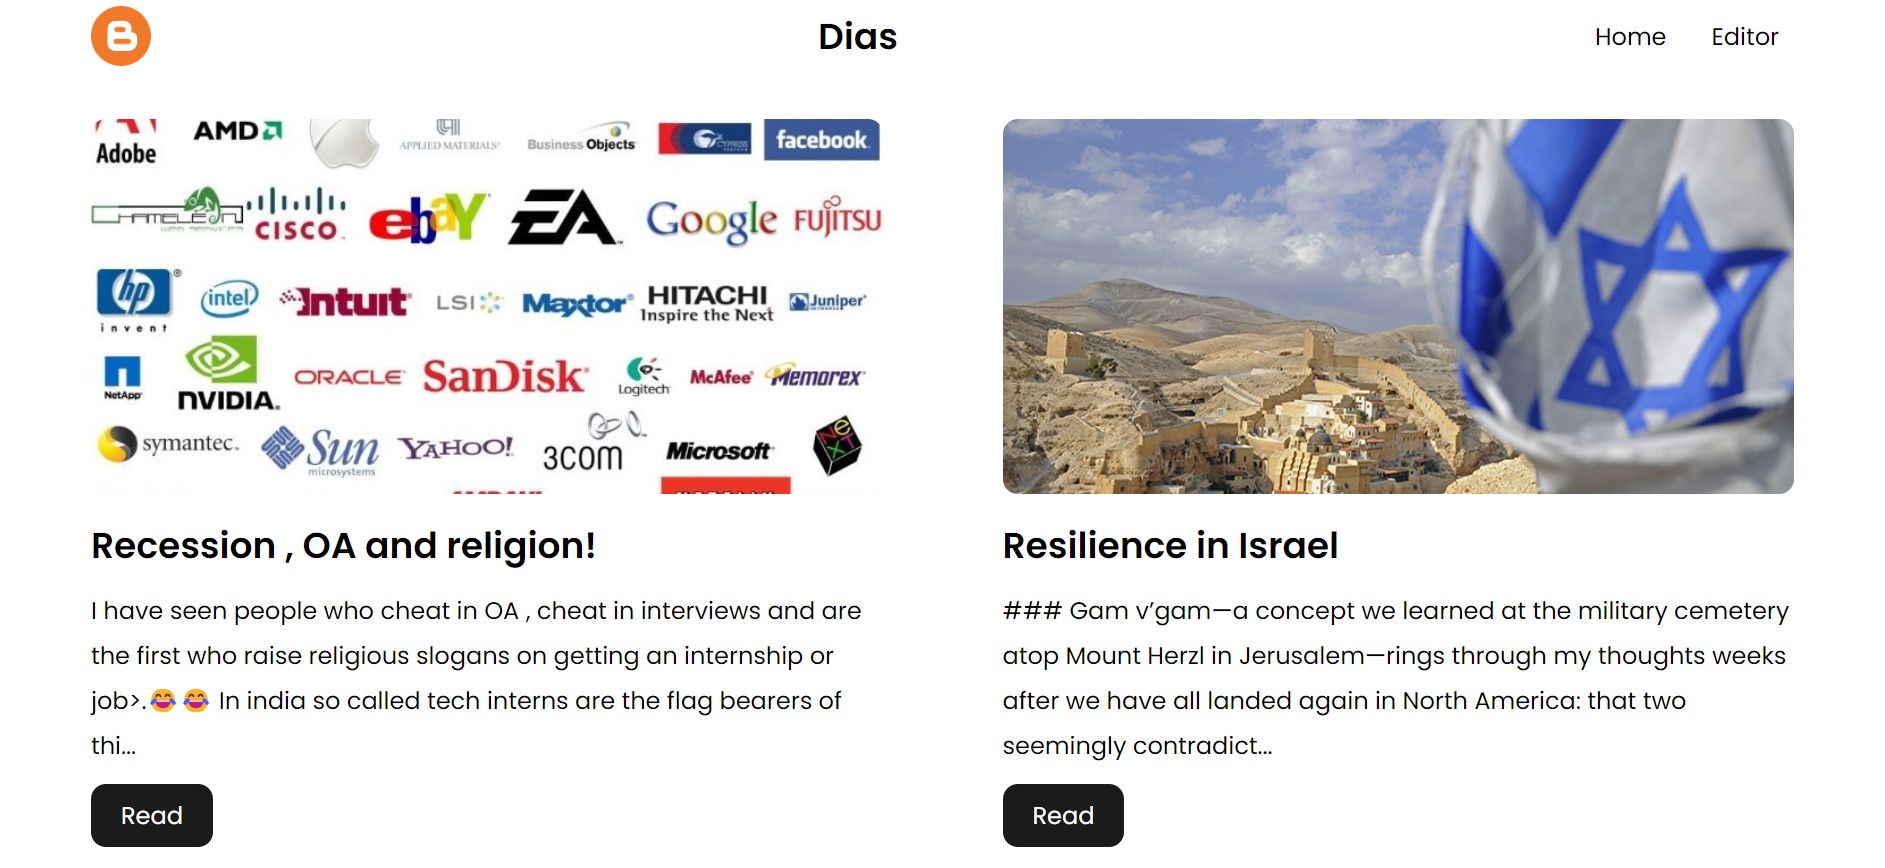 Dias
Home
Editor
Adobe
AMD
APPLIED MATERIALS®
Business Objects
CYPRESS
facebook
CHAMELEON
WEB SERVICES
CISCO
ebaY
EA
Google
FUJITSU
hp
invent
intel
Intuit
LSI
Maxtor
HITACHI
Inspire the Next
Juniper
NetApp
NVIDIA.
ORACLE
SanDisk
Logitech
McAfee
Memorex
symantec.
Sun
microsystems
YAHOO!
3COM
Microsoft
NeXT
Recession , OA and religion!
I have seen people who cheat in OA , cheat in interviews and are
the first who raise religious slogans on getting an internship or
job>.😂 😂 In india so called tech interns are the flag bearers of
thi...
Read
Resilience in Israel
### Gam v’gam—a concept we learned at the military cemetery
atop Mount Herzl in Jerusalem—rings through my thoughts weeks
after we have all landed again in North America: that two
seemingly contradict...
Read